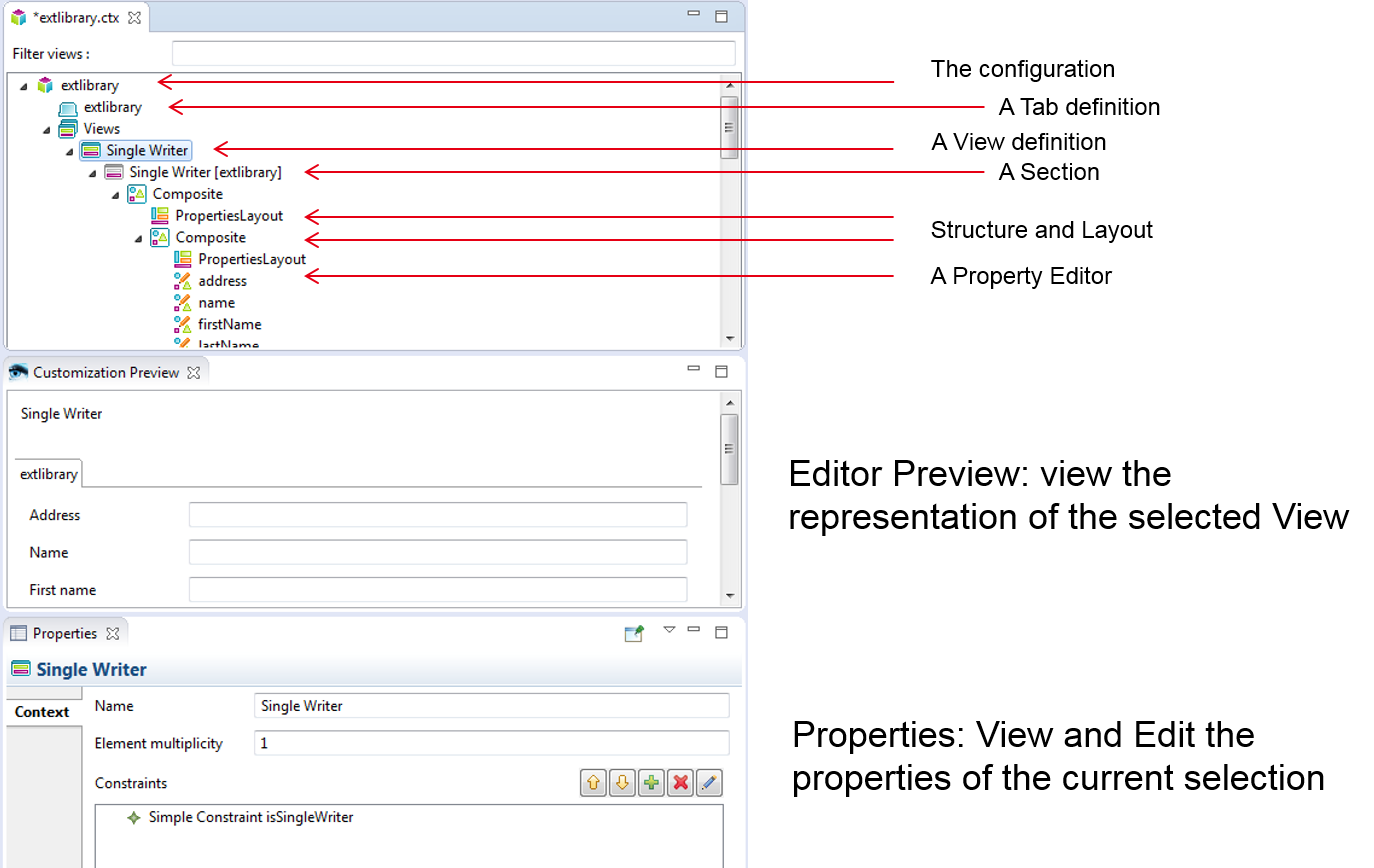 *extlibrary.ctx
Filter views :
extlibrary
The configuration
extlibrary
A Tab definition
Views
Single Writer
A View definition
Single Writer [extlibrary]
A Section
Composite
PropertiesLayout
Structure and Layout
Composite
PropertiesLayout
address
A Property Editor
name
firstName
lastName
Customization Preview
Single Writer
extlibrary
Address
Name
First name
Editor Preview: view the
representation of the selected View
Properties
Single Writer
Context
Name
Single Writer
Element multiplicity
1
Constraints
Simple Constraint isSingleWriter
Properties: View and Edit the
properties of the current selection